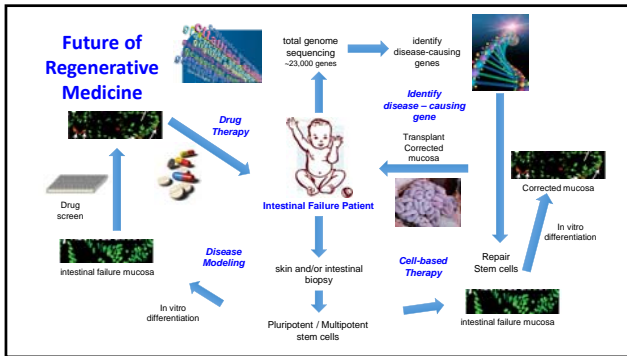 Future of
Regenerative
Medicine
total genome
sequencing
~23,000 genes
identify
disease-causing
genes
Identify
disease – causing
gene
Drug
Therapy
Transplant
Corrected
mucosa
Drug
screen
Intestinal Failure Patient
Corrected mucosa
In vitro
differentiation
Disease
Modeling
skin and/or intestinal
biopsy
Cell-based
Therapy
Repair
Stem cells
intestinal failure mucosa
In vitro
differentiation
Pluripotent / Multipotent
stem cells
intestinal failure mucosa